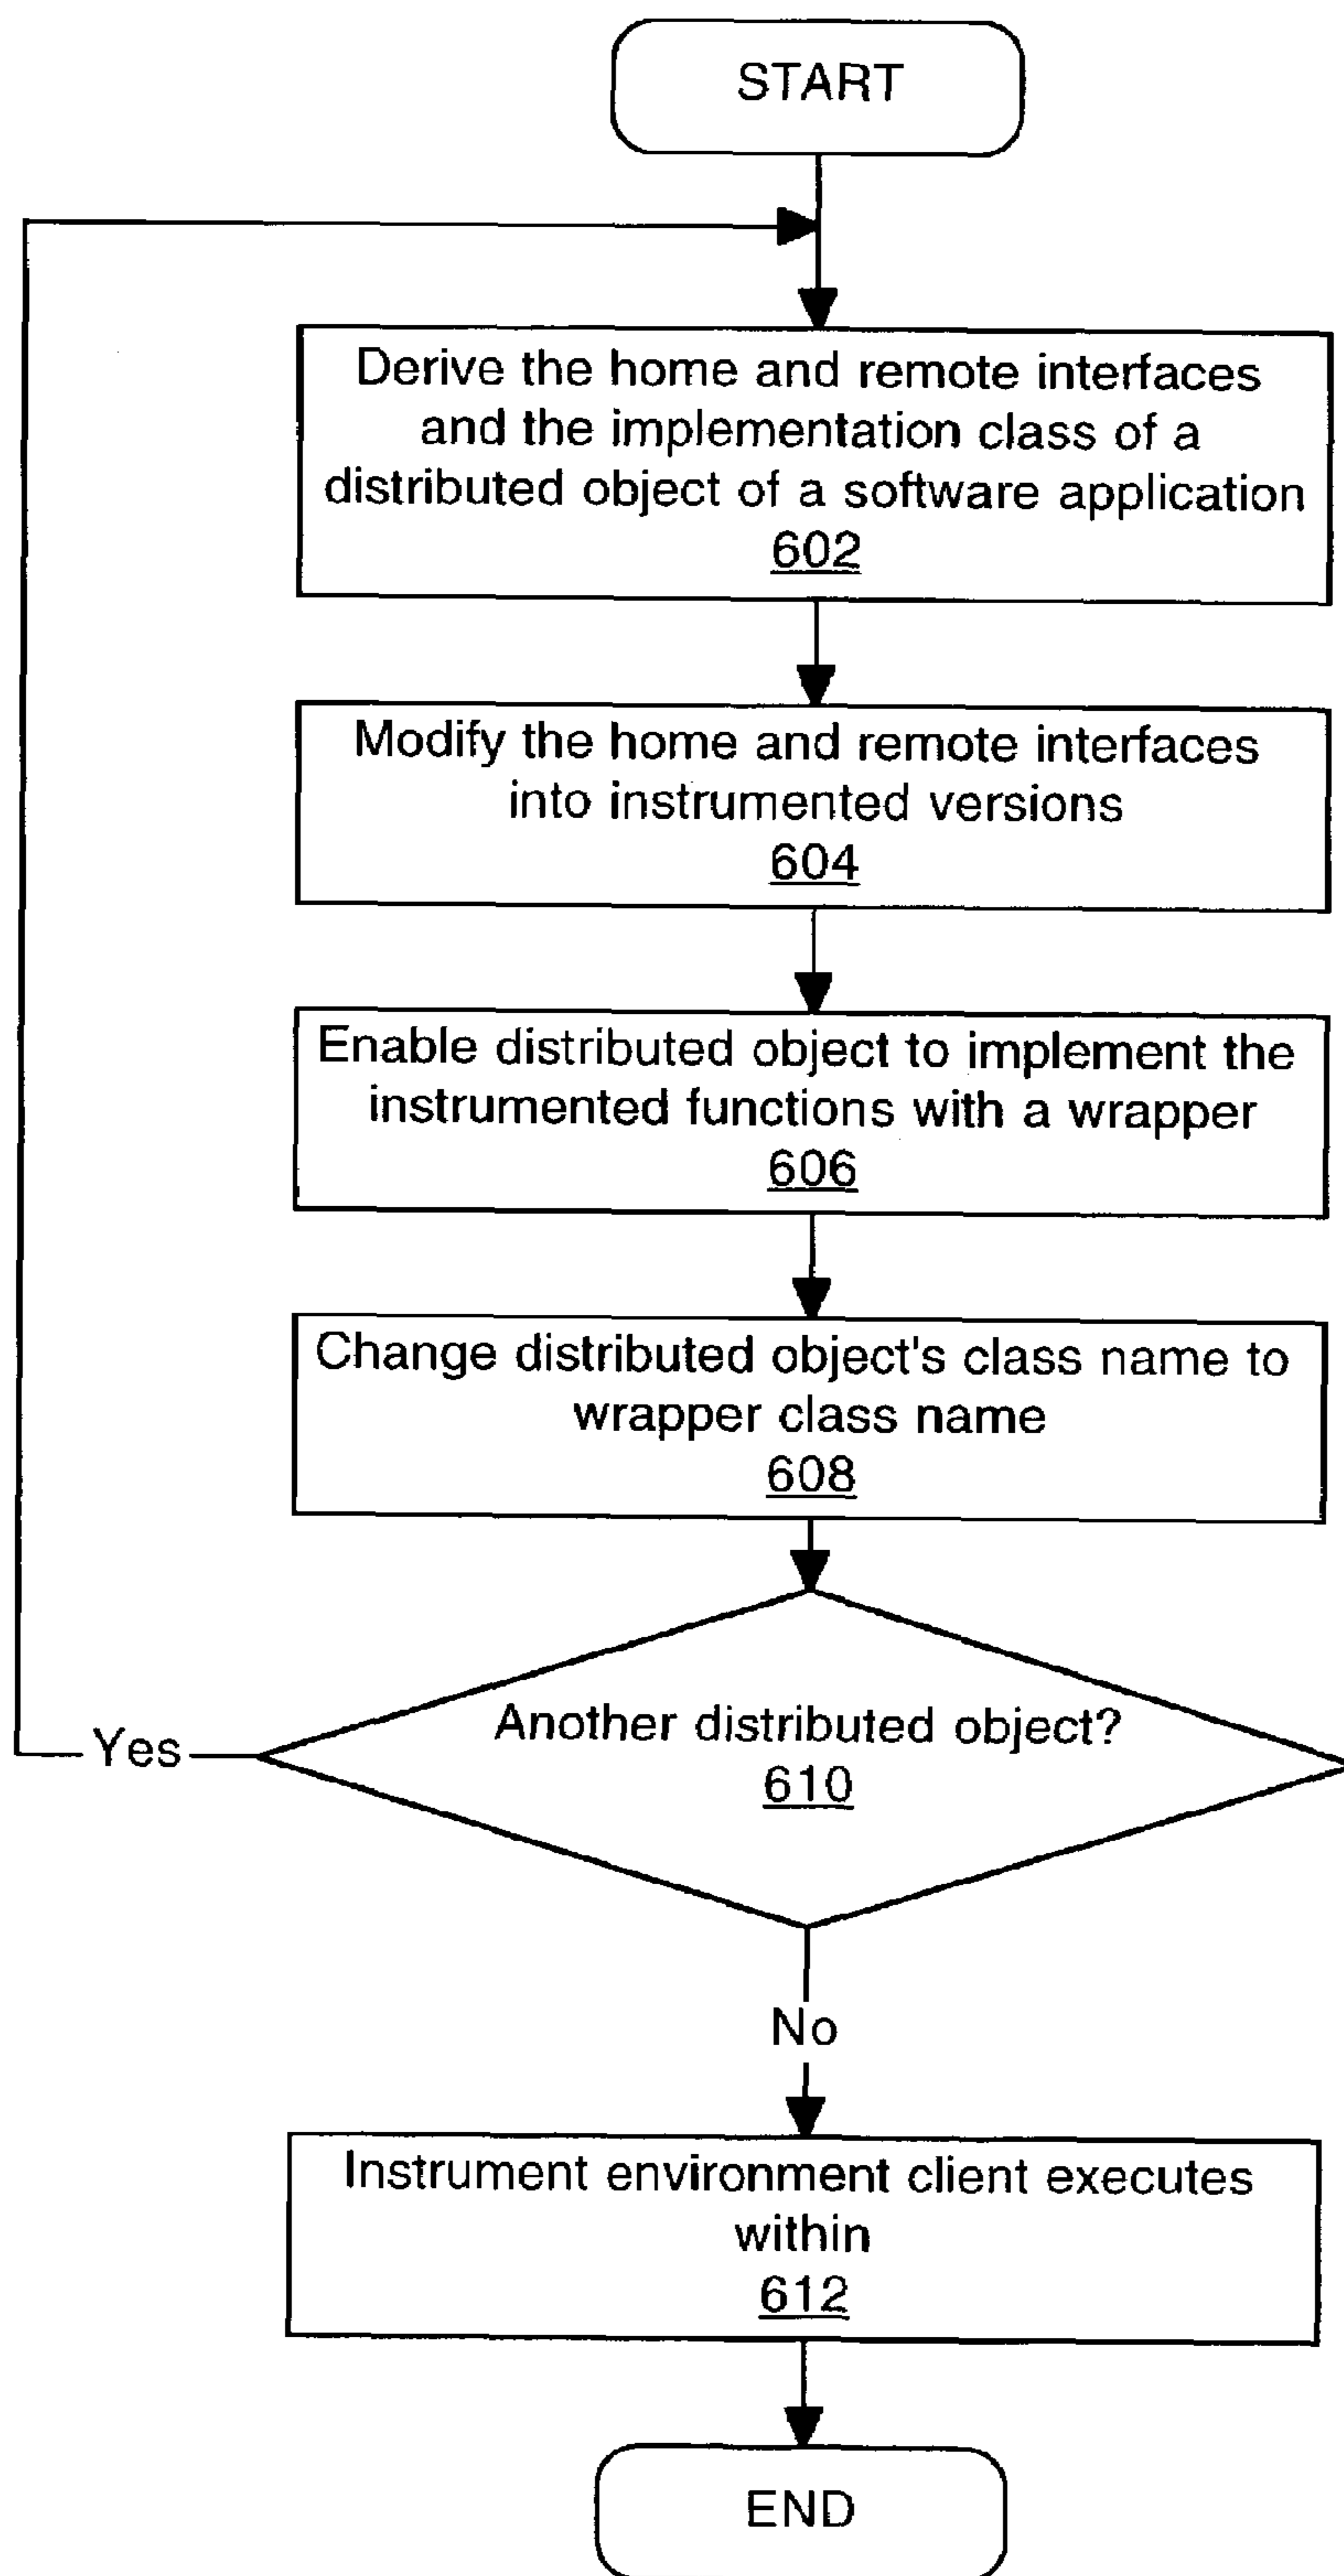 START
Derive the home and remote interfaces
and the implementation class of a
distributed object of a software application
602
Modify the home and remote interfaces
into instrumented versions
604
Enable distributed object to implement the
instrumented functions with a wrapper
606
Change distributed object's class name to
wrapper class name
608
Another distributed object?
610
Yes
No
Instrument environment client executes
within
612
END